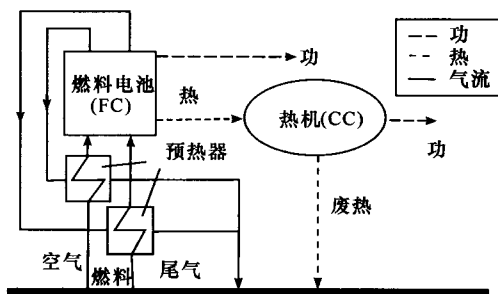 功
热
气流
燃料电池
(FC)
功
热
热机(CC)
功
预热器
废热
空气
燃料
尾气